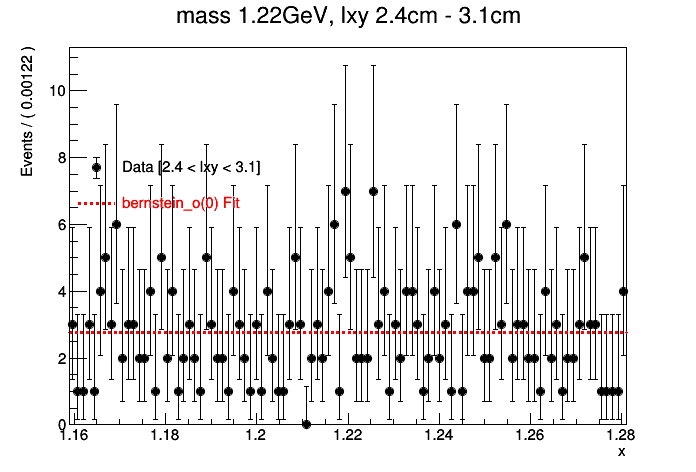 mass 1.22GeV, lxy 2.4cm - 3.1cm
Events / ( 0.00122 )
10
8
Data [2.4 < lxy < 3.1]
bernstein_o(0) Fit
6
4
2
0
1.16 1.18 1.2 1.22 1.24 1.26 1.28
x